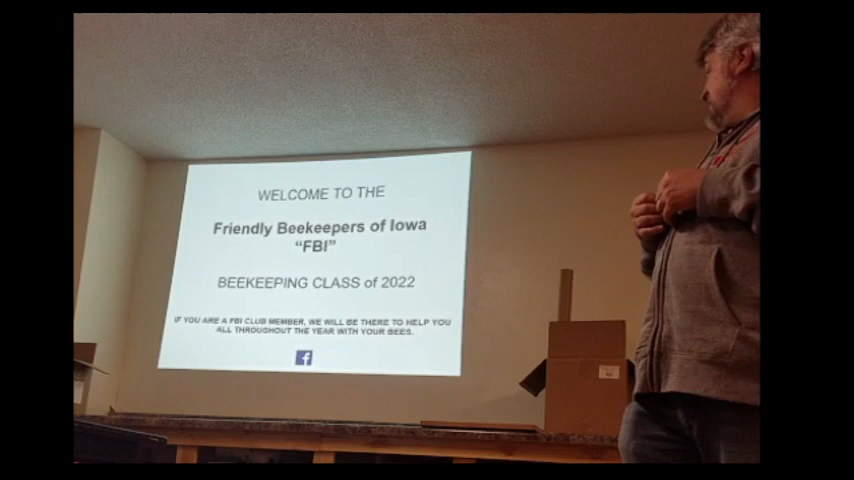 WELCOME TO THE
Friendly Beekeepers of Iowa
"FBI"
BEEKEEPING CLASS of 2022
IF YOU ARE A FBI CLUB MEMBER, WE WILL BE THERE TO HELP YOU
ALL THROUGHOUT THE YEAR WITH YOUR BEES.
f